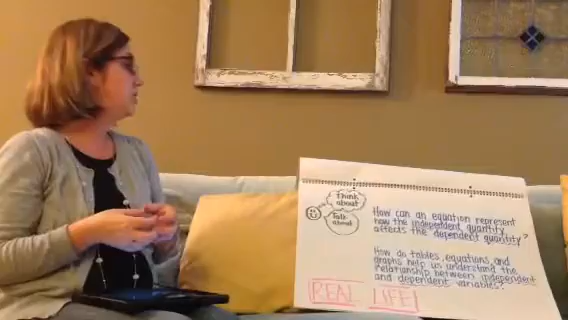 Think
about
Talk
about
How can an equation represent
how the independent quantity
affects the dependent quantity?
How do tables, equations, and
graphs help us understand the
relationship between independent
and dependent variables?
REAL LIFE!